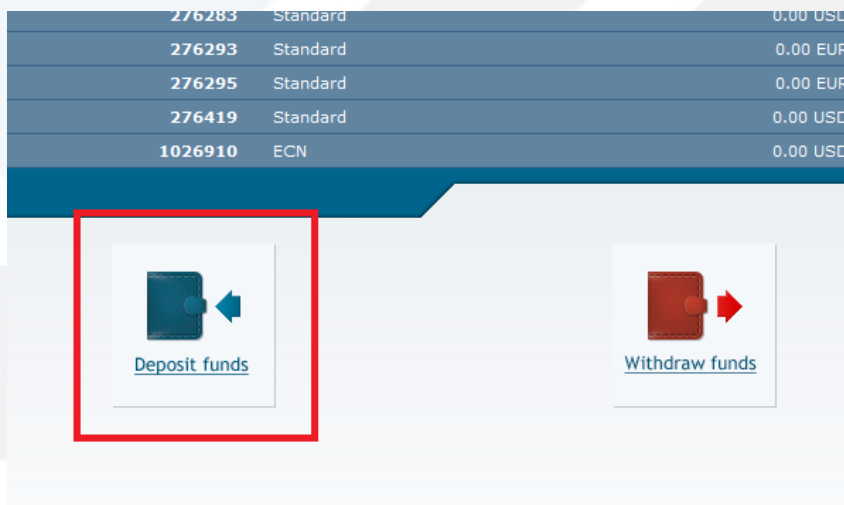 276283 Standard 0.00 USD
276293 Standard 0.00 EUR
276295 Standard 0.00 EUR
276419 Standard 0.00 USD
1026910 ECN 0.00 USD
Deposit funds
Withdraw funds